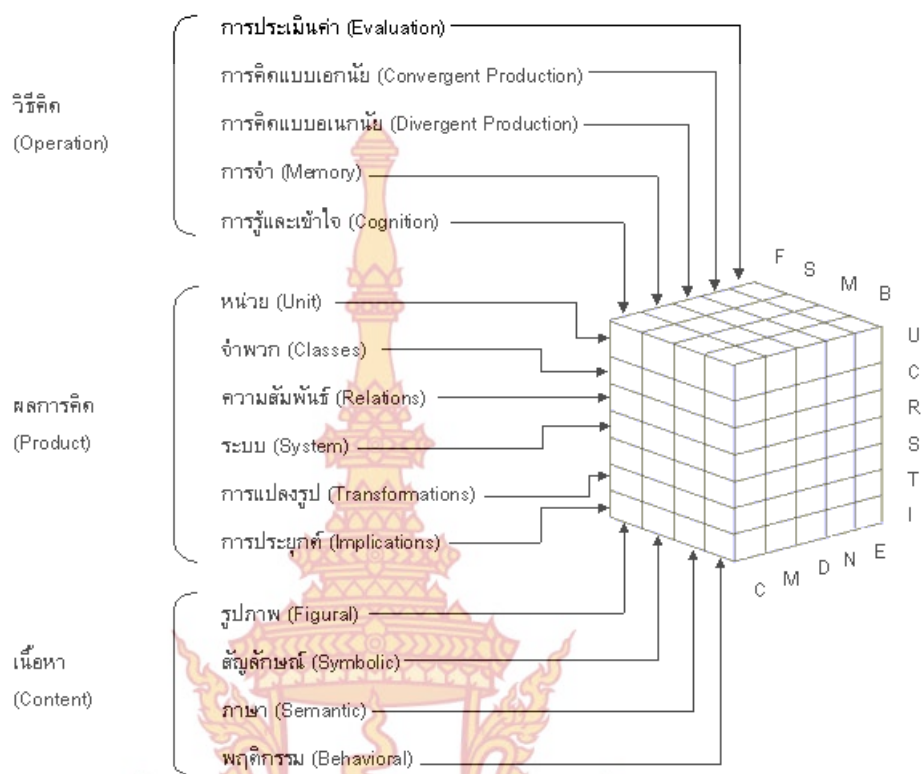 การประเมินค่า (Evaluation)
การคิดแบบเอกนัย (Convergent Production)
วิธีคิด
(Operation)
การคิดแบบอเนกนัย (Divergent Production)
การจำ (Memory)
การรู้และเข้าใจ (Cognition)
หน่วย (Unit)
จำพวก (Classes)
ความสัมพันธ์ (Relations)
ผลการคิด
(Product)
ระบบ (System)
การแปลงรูป (Transformations)
การประยุกต์ (Implications)
รูปภาพ (Figural)
สัญลักษณ์ (Symbolic)
เนื้อหา
(Content)
ภาษา (Semantic)
พฤติกรรม (Behavioral)
F S M B
U
C
R
S
T
I
C M D N E